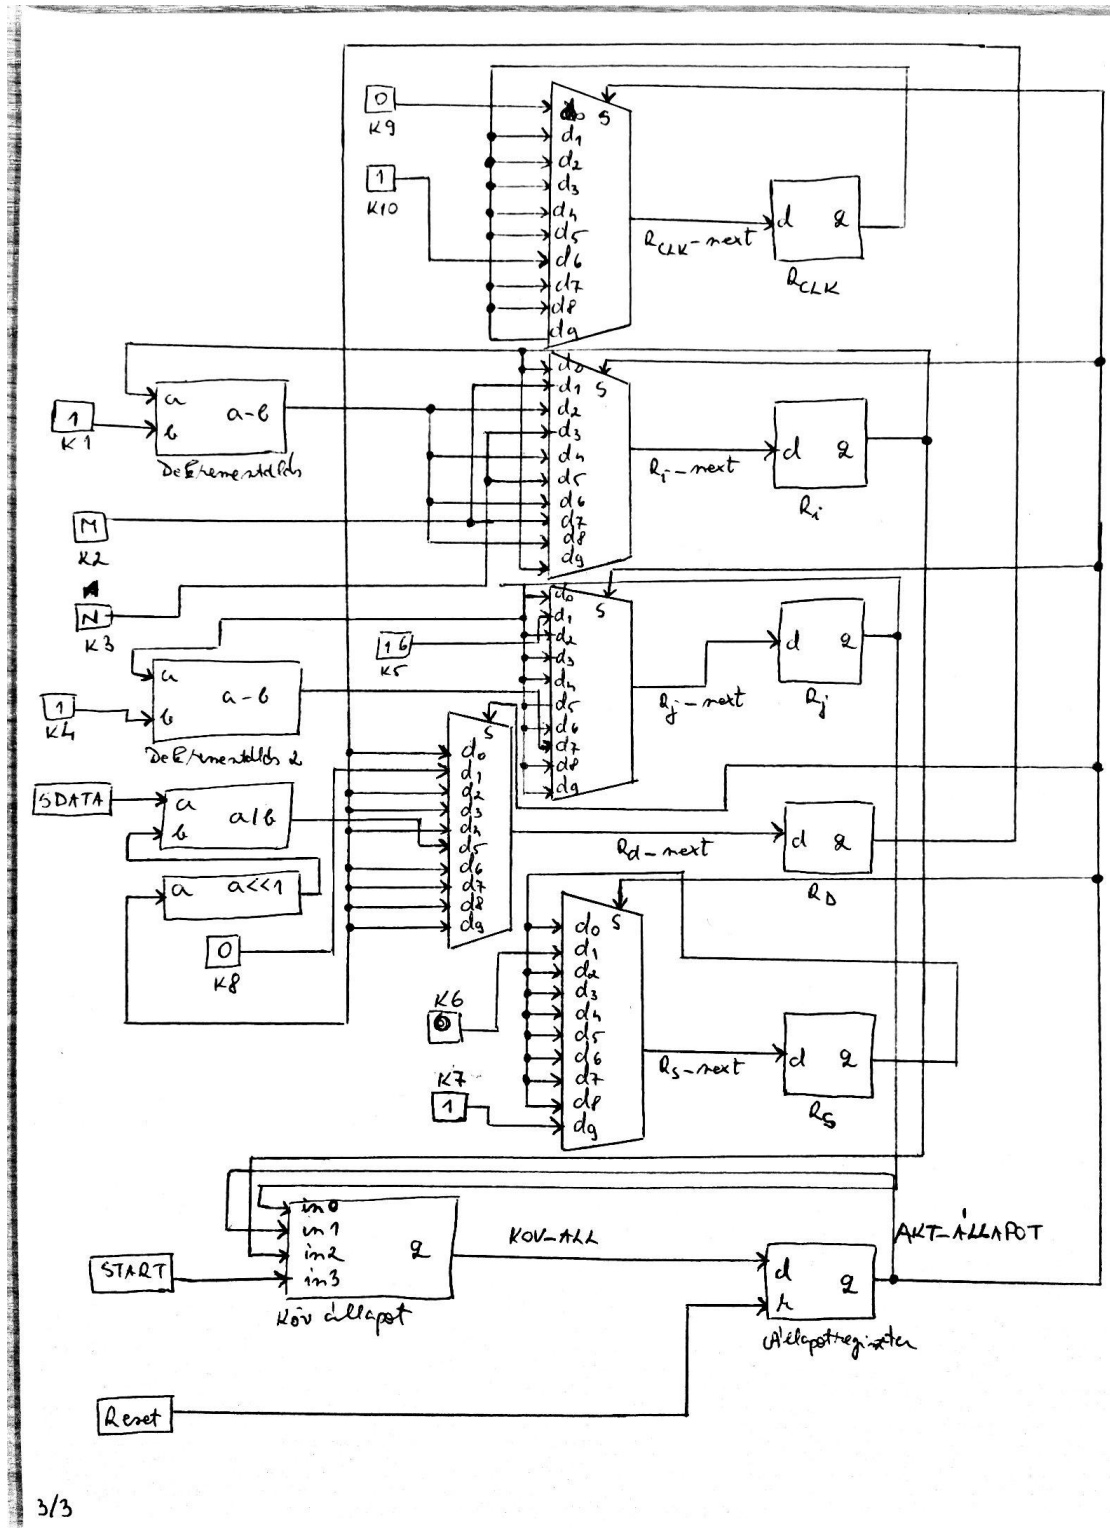 0
K9
1
K10
d0 S
d1
d2
d3
d4
d5
d6
d7
d8
d9
RCLK-next
d q
RCLK
1
K1
a
b
a-b
Dekrementálás
d0
S
d1
d2
d3
d4
d5
d6
d7
d8
d9
Ri-next
d q
Ri
M
K2
N
K3
16
K5
d0
S
d1
d2
d3
d4
d5
d6
d7
d8
d9
Rj-next
d q
Rj
1
K4
a
b
a-b
Dekrementálás 2
SDATA
a
b
a|b
a a<<1
0
K8
S
d0
d1
d2
d3
d4
d5
d6
d7
d8
d9
Rd-next
d q
RD
K6
0
K7
1
S
d0
d1
d2
d3
d4
d5
d6
d7
d8
d9
Rs-next
d q
RS
START
in0
in1
in2
in3
q
Köv állapot
KOV-ALL
d
r
q
Állapotregiszter
AKT-ÁLLAPOT
Reset
3/3